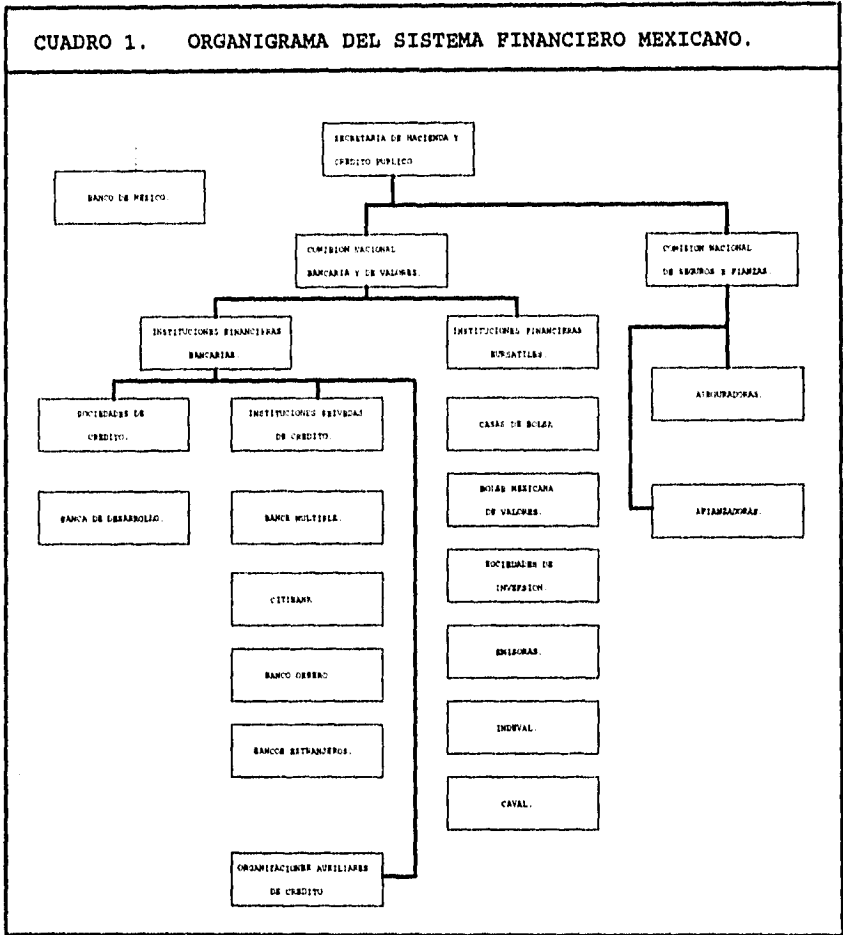 CUADRO 1. ORGANIGRAMA DEL SISTEMA FINANCIERO MEXICANO.
SECRETARIA DE HACIENDA Y
CREDITO PUBLICO
BANCO DE MEXICO.
COMISION NACIONAL
BANCARIA Y DE VALORES.
COMISION NACIONAL
DE SEGUROS E FIANZAS.
INSTITUCIONES FINANCIERAS
BANCARIAS.
INSTITUCIONES FINANCIERAS
BURSATILES.
SOCIEDADES DE
CREDITO.
INSTITUCIONES PRIVADAS
DE CREDITO.
CASAS DE BOLSA
ASEGURADORAS.
BANCA DE DESARROLLO.
BANCA MULTIPLE.
BOLSA MEXICANA
DE VALORES.
AFIANZADORAS.
CITIBANK
SOCIEDADES DE
INVERSION.
BANCO OBRERO
EMISORAS.
BANCOS EXTRANJEROS.
INDEVAL.
CAVAL.
ORGANIZACIONES AUXILIARES
DE CREDITO